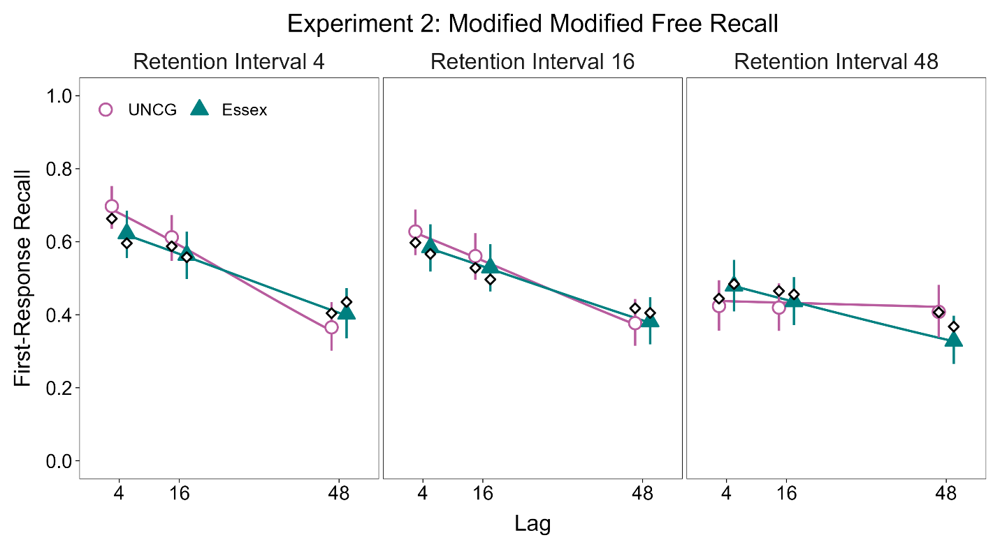 Experiment 2: Modified Modified Free Recall
Retention Interval 4
Retention Interval 16
Retention Interval 48
UNCG
Essex
First-Response Recall
1.0
0.8
0.6
0.4
0.2
0.0
4 16 48
4 16 48
4 16 48
Lag